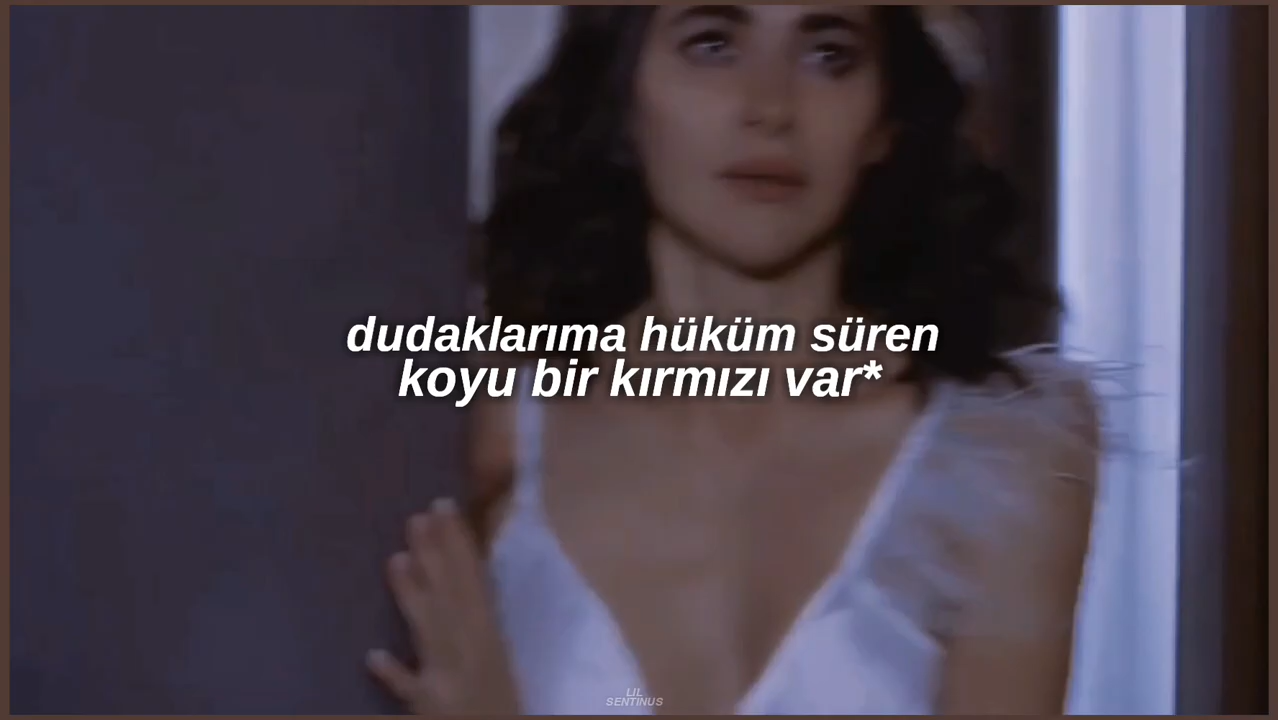 dudaklarıma hüküm süren
koyu bir kırmızı var*
LIL
SENTINUS